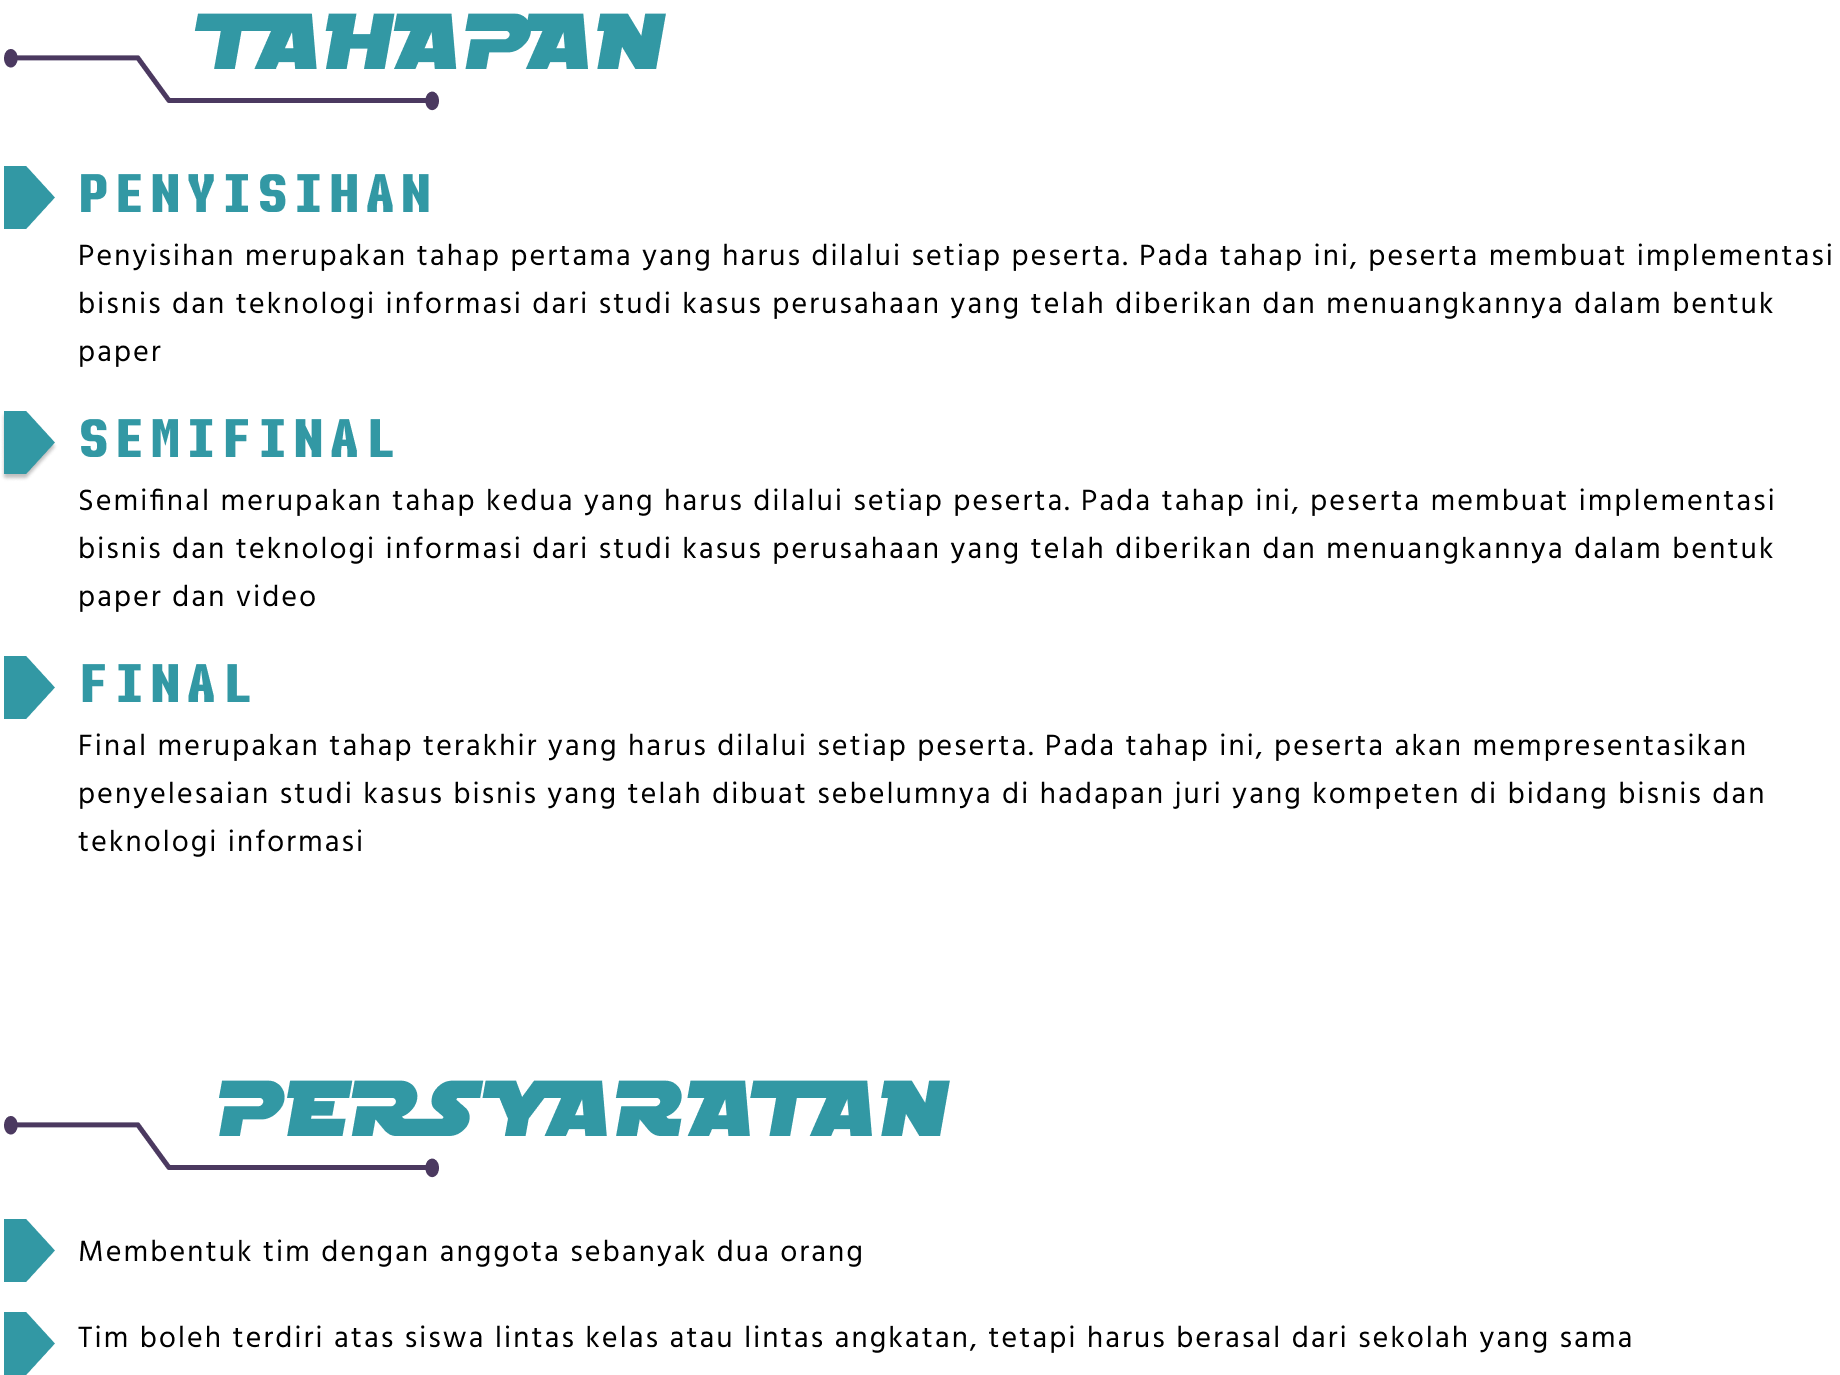 TAHAPAN
PENYISIHAN
Penyisihan merupakan tahap pertama yang harus dilalui setiap peserta. Pada tahap ini, peserta membuat implementasi
bisnis dan teknologi informasi dari studi kasus perusahaan yang telah diberikan dan menuangkannya dalam bentuk
paper
SEMIFINAL
Semifinal merupakan tahap kedua yang harus dilalui setiap peserta. Pada tahap ini, peserta membuat implementasi
bisnis dan teknologi informasi dari studi kasus perusahaan yang telah diberikan dan menuangkannya dalam bentuk
paper dan video
FINAL
Final merupakan tahap terakhir yang harus dilalui setiap peserta. Pada tahap ini, peserta akan mempresentasikan
penyelesaian studi kasus bisnis yang telah dibuat sebelumnya di hadapan juri yang kompeten di bidang bisnis dan
teknologi informasi
PERSYARATAN
Membentuk tim dengan anggota sebanyak dua orang
Tim boleh terdiri atas siswa lintas kelas atau lintas angkatan, tetapi harus berasal dari sekolah yang sama